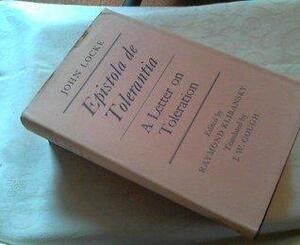 JOHN LOCKE
Epistola de
Tolerantia
A Letter on
Toleration
Edited by
RAYMOND KLIBANSKY
Translated by
J. W. GOUGH